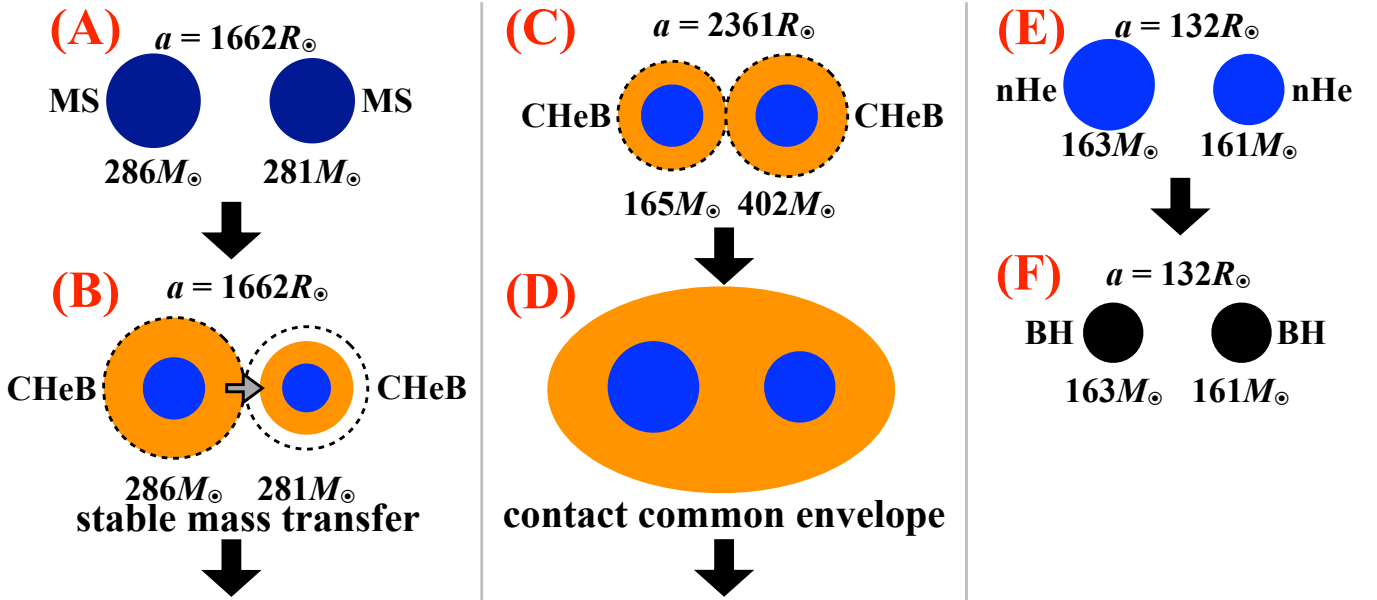 (A)
a = 1662R☉
MS MS
286M☉ 281M☉
(B)
a = 1662R☉
CHeB CHeB
286M☉ 281M☉
stable mass transfer
(C)
a = 2361R☉
CHeB CHeB
165M☉ 402M☉
(D)
contact common envelope
(E)
a = 132R☉
nHe nHe
163M☉ 161M☉
(F)
a = 132R☉
BH BH
163M☉ 161M☉